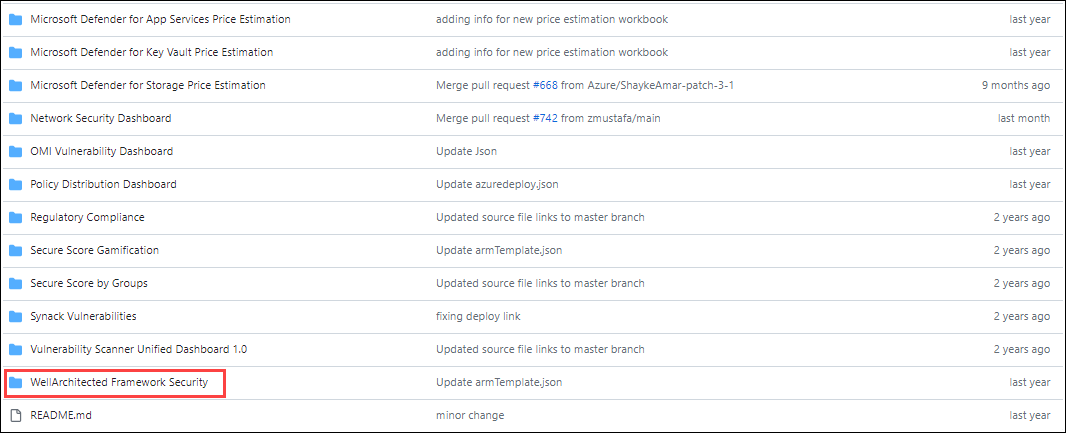 Microsoft Defender for App Services Price Estimation adding info for new price estimation workbook last year
Microsoft Defender for Key Vault Price Estimation adding info for new price estimation workbook last year
Microsoft Defender for Storage Price Estimation Merge pull request #668 from Azure/ShaykeAmar-patch-3-1 9 months ago
Network Security Dashboard Merge pull request #742 from zmustafa/main last month
OMI Vulnerability Dashboard Update Json last year
Policy Distribution Dashboard Update azuredeploy.json last year
Regulatory Compliance Updated source file links to master branch 2 years ago
Secure Score Gamification Update armTemplate.json 2 years ago
Secure Score by Groups Updated source file links to master branch 2 years ago
Synack Vulnerabilities fixing deploy link 2 years ago
Vulnerability Scanner Unified Dashboard 1.0 Updated source file links to master branch 2 years ago
WellArchitected Framework Security Update armTemplate.json last year
README.md minor change last year